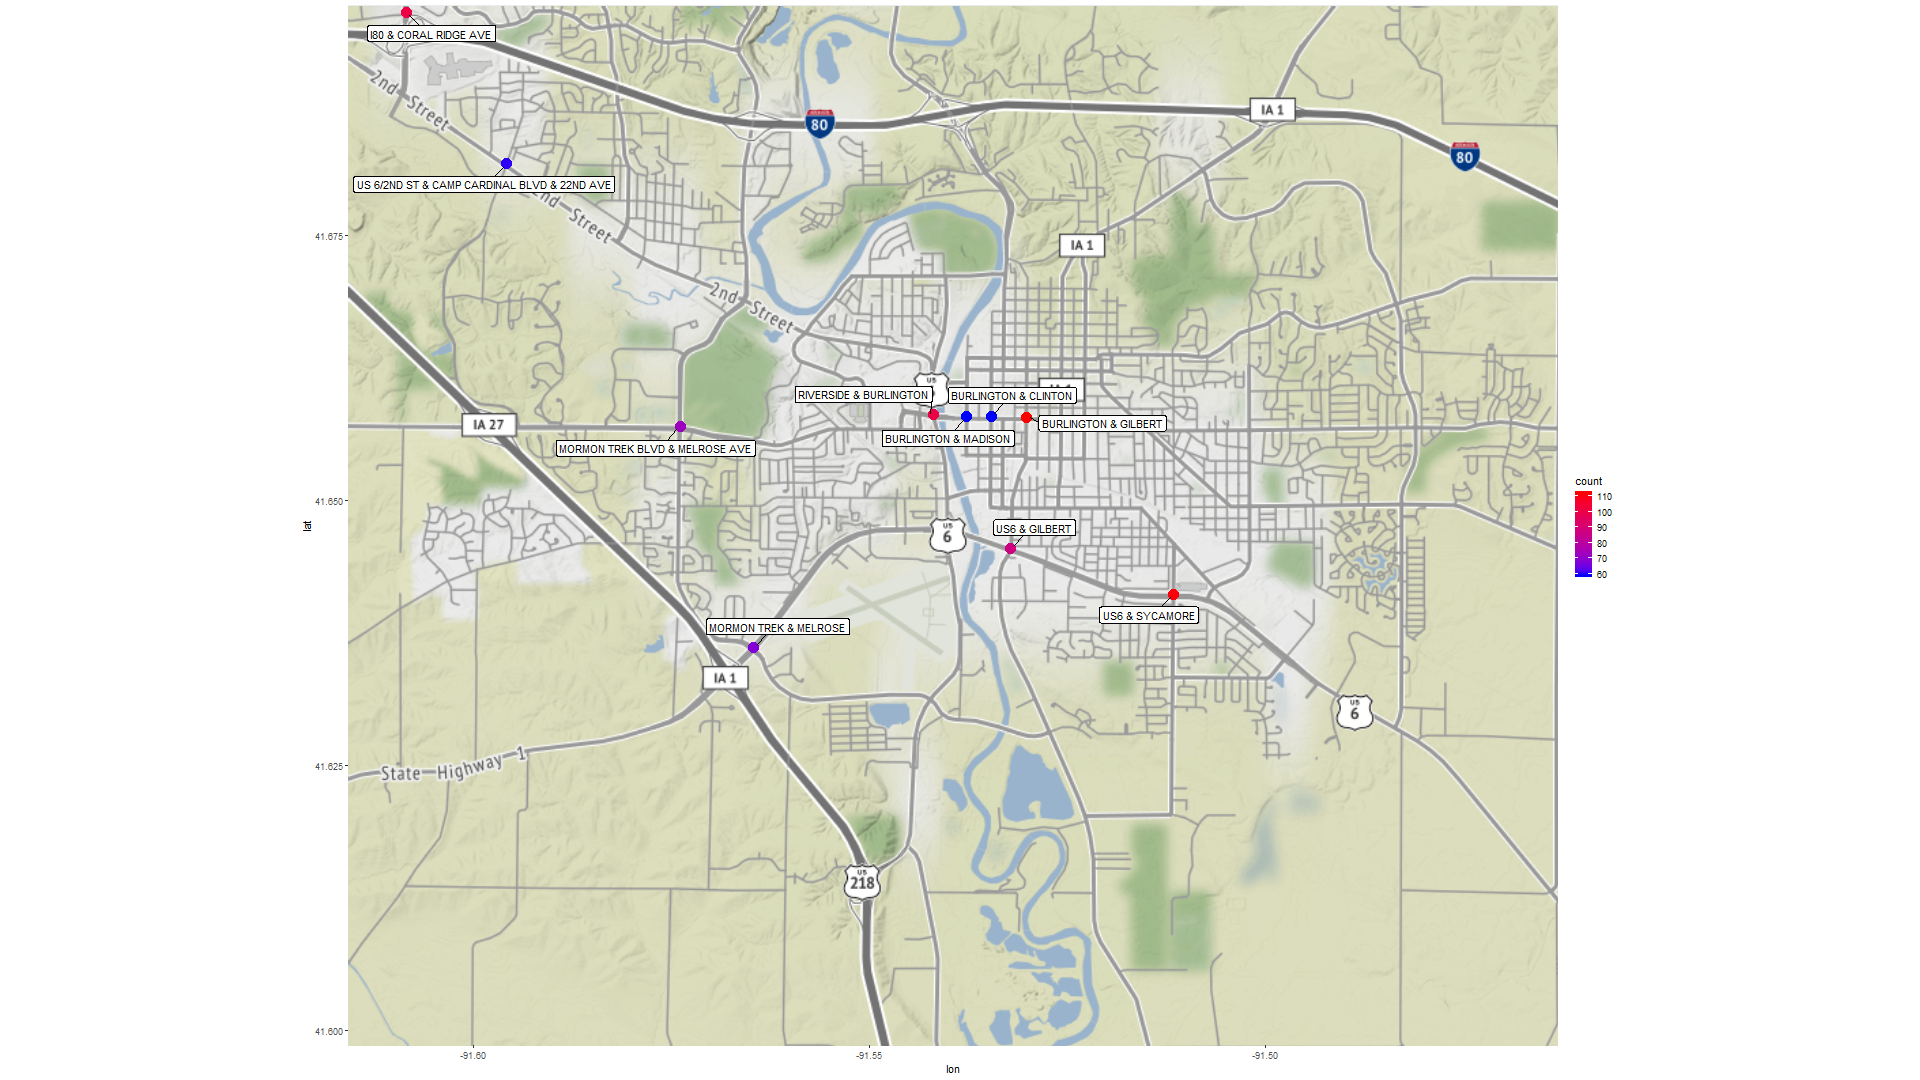 I80 & CORAL RIDGE AVE
2nd Street
IA 1
80
80
US 6/2ND ST & CAMP CARDINAL BLVD & 22ND AVE
2nd Street
41.675
IA 1
2nd Street
US
IA 1
RIVERSIDE & BURLINGTON
BURLINGTON & CLINTON
IA 27
BURLINGTON & GILBERT
BURLINGTON & MADISON
MORMON TREK BLVD & MELROSE AVE
count
110
100
90
80
70
60
41.650
lat
US
6
US6 & GILBERT
US6 & SYCAMORE
MORMON TREK & MELROSE
IA 1
US
6
State Highway 1
41.625
US
218
41.600
-91.60
-91.55
-91.50
lon